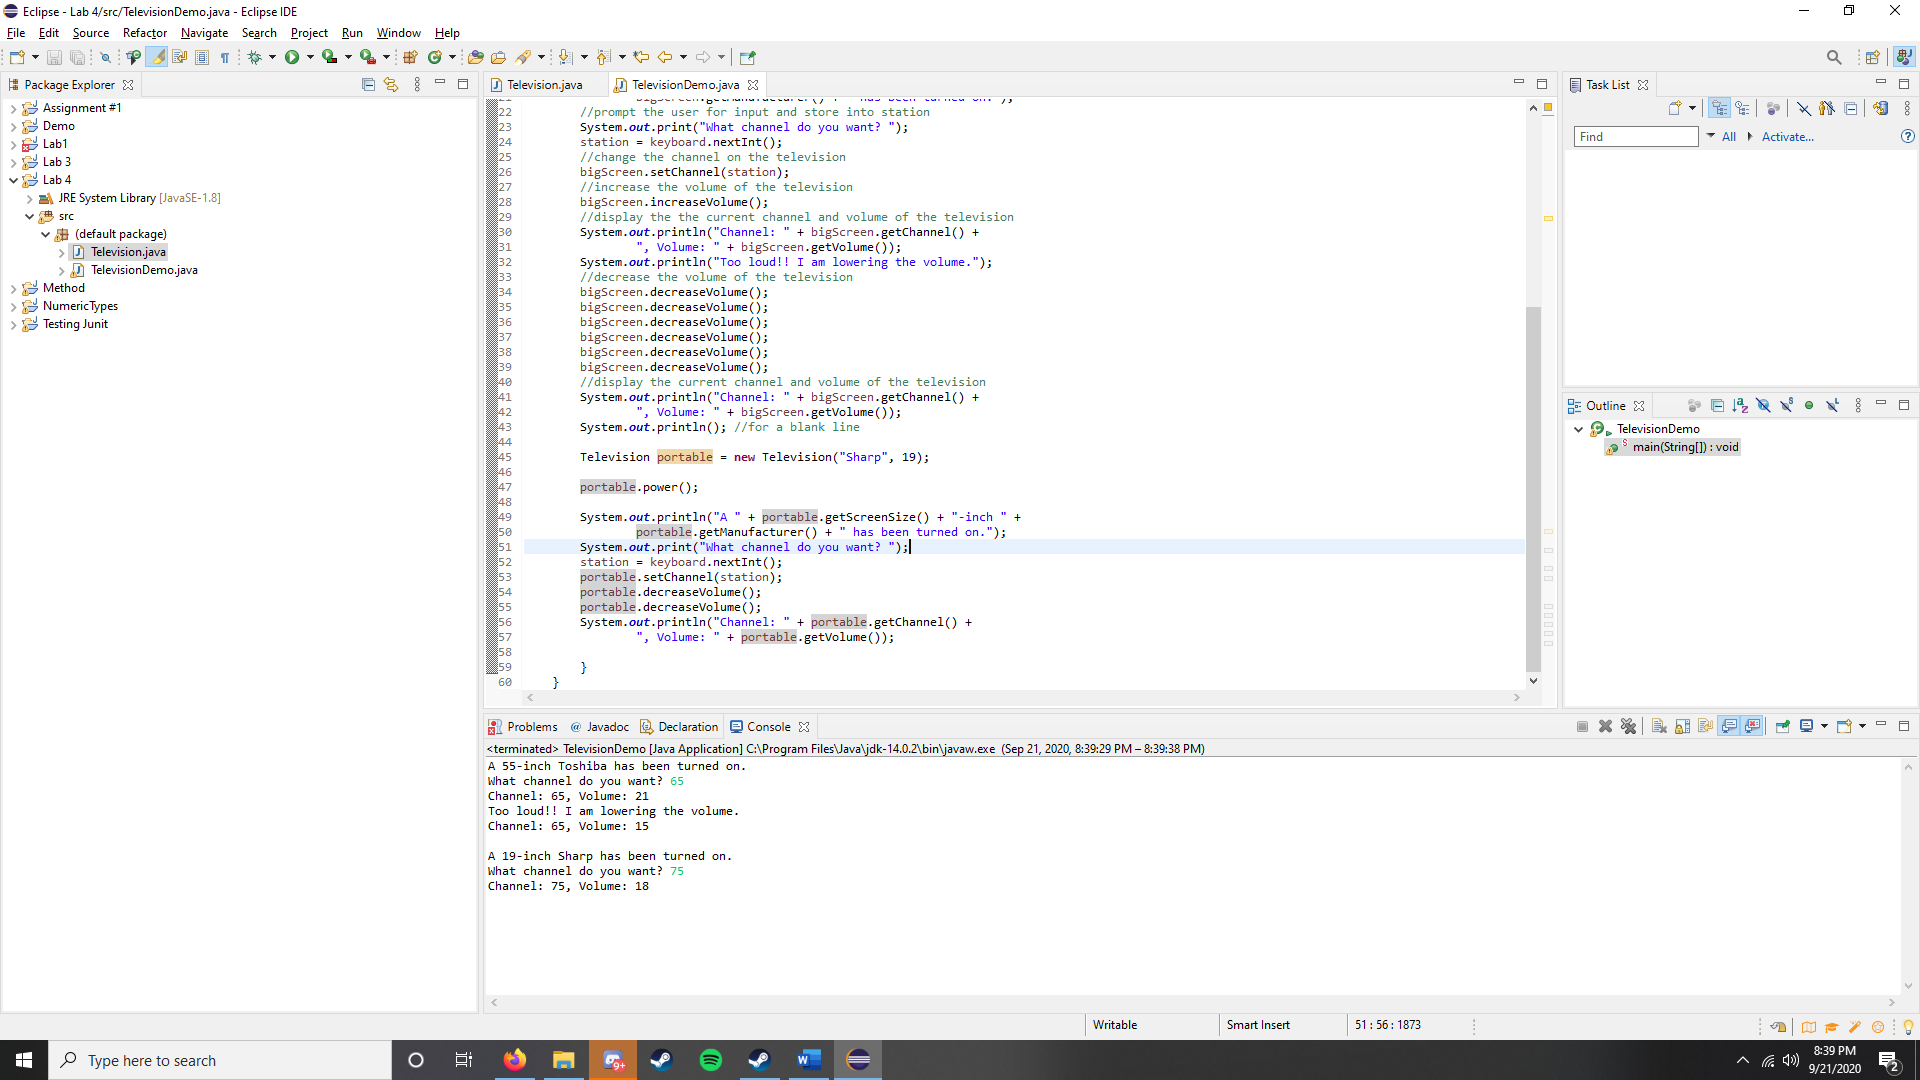 Eclipse - Lab 4/src/TelevisionDemo.java - Eclipse IDE
File Edit Source Refactor Navigate Search Project Run Window Help
Package Explorer
Assignment #1
Demo
Lab1
Lab 3
Lab 4
JRE System Library [JavaSE-1.8]
src
(default package)
Television.java
TelevisionDemo.java
Method
NumericTypes
Testing Junit
Television.java TelevisionDemo.java
21 bigScreen.getManufacturer() + " has been turned on.");
22 //prompt the user for input and store into station
23 System.out.print("What channel do you want? ");
24 station = keyboard.nextInt();
25 //change the channel on the television
26 bigScreen.setChannel(station);
27 //increase the volume of the television
28 bigScreen.increaseVolume();
29 //display the the current channel and volume of the television
30 System.out.println("Channel: " + bigScreen.getChannel() +
31 ", Volume: " + bigScreen.getVolume());
32 System.out.println("Too loud!! I am lowering the volume.");
33 //decrease the volume of the television
34 bigScreen.decreaseVolume();
35 bigScreen.decreaseVolume();
36 bigScreen.decreaseVolume();
37 bigScreen.decreaseVolume();
38 bigScreen.decreaseVolume();
39 bigScreen.decreaseVolume();
40 //display the current channel and volume of the television
41 System.out.println("Channel: " + bigScreen.getChannel() +
42 ", Volume: " + bigScreen.getVolume());
43 System.out.println(); //for a blank line
44
45 Television portable = new Television("Sharp", 19);
46
47 portable.power();
48
49 System.out.println("A " + portable.getScreenSize() + "-inch " +
50 portable.getManufacturer() + " has been turned on.");
51 System.out.print("What channel do you want? ");
52 station = keyboard.nextInt();
53 portable.setChannel(station);
54 portable.decreaseVolume();
55 portable.decreaseVolume();
56 System.out.println("Channel: " + portable.getChannel() +
57 ", Volume: " + portable.getVolume());
58
59 }
60 }
Task List
Find All Activate...
Outline
TelevisionDemo
main(String[]) : void
Problems Javadoc Declaration Console
<terminated> TelevisionDemo [Java Application] C:\Program Files\Java\jdk-14.0.2\bin\javaw.exe (Sep 21, 2020, 8:39:29 PM – 8:39:38 PM)
A 55-inch Toshiba has been turned on.
What channel do you want? 65
Channel: 65, Volume: 21
Too loud!! I am lowering the volume.
Channel: 65, Volume: 15
A 19-inch Sharp has been turned on.
What channel do you want? 75
Channel: 75, Volume: 18
Writable Smart Insert 51 : 56 : 1873
Type here to search
9+
8:39 PM
9/21/2020
2